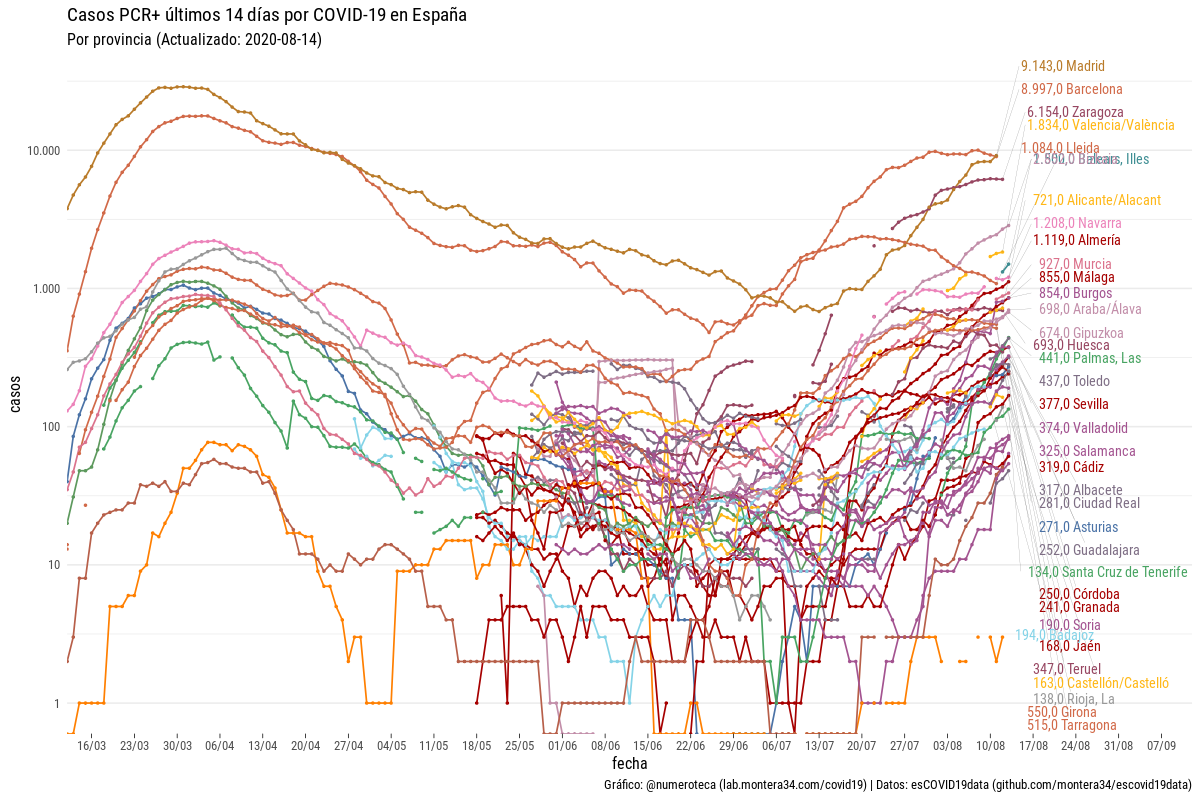 Casos PCR+ últimos 14 días por COVID-19 en España
Por provincia (Actualizado: 2020-08-14)
9.143,0 Madrid
8.997,0 Barcelona
6.154,0 Zaragoza
1.834,0 Valencia/València
10.000
1.084,0 Lleida
Balears, Illes
721,0 Alicante/Alacant
1.208,0 Navarra
1.119,0 Almería
927,0 Murcia
855,0 Málaga
1.000
854,0 Burgos
698,0 Araba/Álava
674,0 Gipuzkoa
693,0 Huesca
441,0 Palmas, Las
437,0 Toledo
casos
377,0 Sevilla
100
374,0 Valladolid
325,0 Salamanca
319,0 Cádiz
317,0 Albacete
281,0 Ciudad Real
271,0 Asturias
252,0 Guadalajara
10
134,0 Santa Cruz de Tenerife
250,0 Córdoba
241,0 Granada
190,0 Soria
194,0 Badajoz
168,0 Jaén
347,0 Teruel
163,0 Castellón/Castelló
1
138,0 Rioja, La
550,0 Girona
515,0 Tarragona
16/03 23/03 30/03 06/04 13/04 20/04 27/04 04/05 11/05 18/05 25/05 01/06 08/06 15/06 22/06 29/06 06/07 13/07 20/07 27/07 03/08 10/08 17/08 24/08 31/08 07/09
fecha
Gráfico: @numeroteca (lab.montera34.com/covid19) | Datos: esCOVID19data (github.com/montera34/escovid19data)